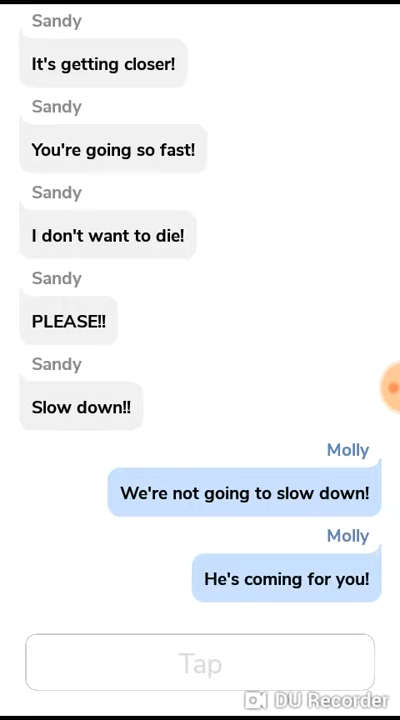 Sandy
It's getting closer!
Sandy
You're going so fast!
Sandy
I don't want to die!
Sandy
PLEASE!!
Sandy
Slow down!!
Molly
We're not going to slow down!
Molly
He's coming for you!
Tap
DU Recorder